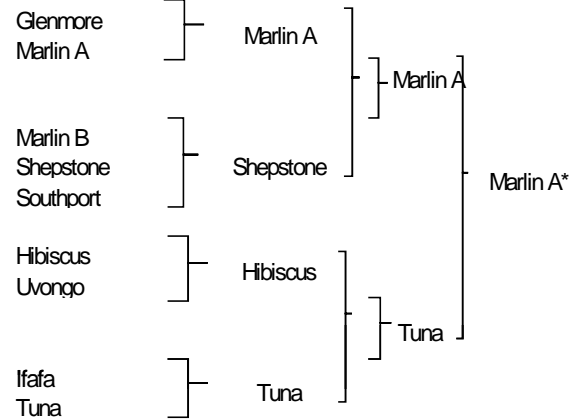 Glenmore
Marlin A
Marlin A
Marlin A
Marlin B
Shepstone
Southport
Shepstone
Marlin A*
Hibiscus
Uvongo
Hibiscus
Tuna
Ifafa
Tuna
Tuna